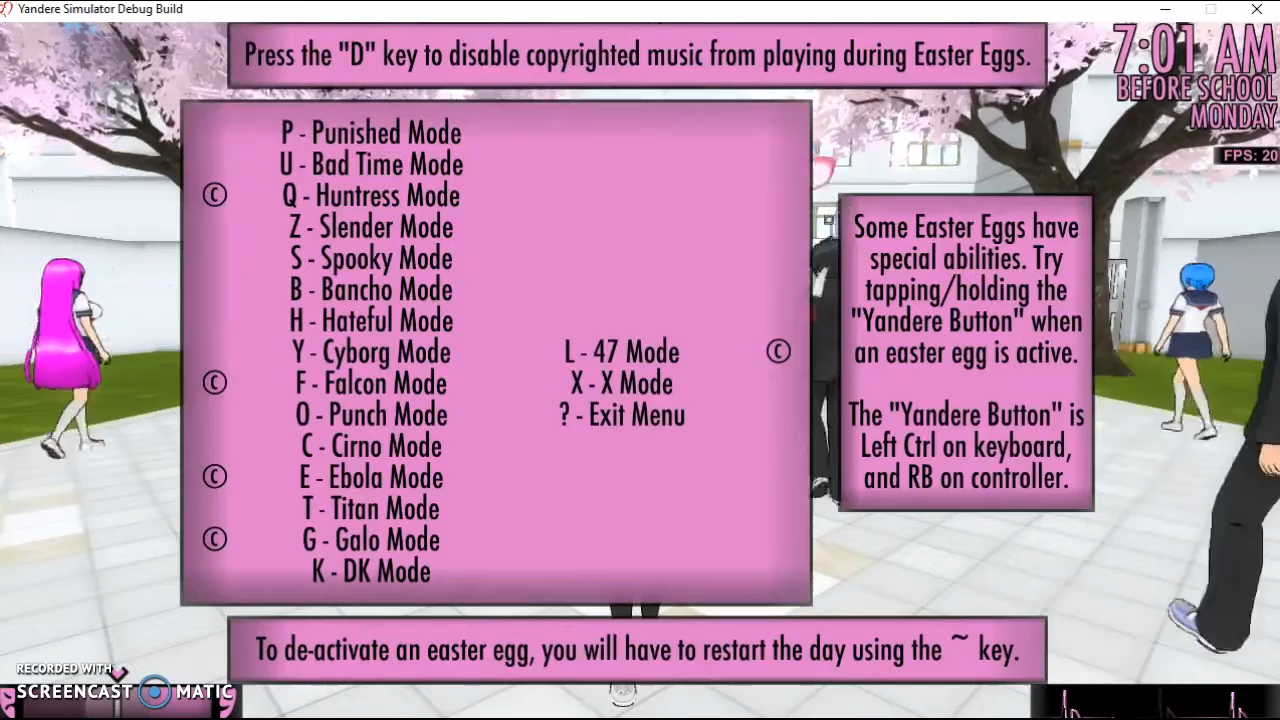 Yandere Simulator Debug Build
Press the "D" key to disable copyrighted music from playing during Easter Eggs.
7:01 AM
BEFORE SCHOOL
MONDAY
FPS: 20
P - Punished Mode
U - Bad Time Mode
© Q - Huntress Mode
Z - Slender Mode
S - Spooky Mode
B - Bancho Mode
H - Hateful Mode
Y - Cyborg Mode
© F - Falcon Mode
O - Punch Mode
C - Cirno Mode
© E - Ebola Mode
T - Titan Mode
© G - Galo Mode
K - DK Mode
L - 47 Mode ©
X - X Mode
? - Exit Menu
Some Easter Eggs have
special abilities. Try
tapping/holding the
"Yandere Button" when
an easter egg is active.
The "Yandere Button" is
Left Ctrl on keyboard,
and RB on controller.
To de-activate an easter egg, you will have to restart the day using the ~ key.
RECORDED WITH
SCREENCAST MATIC